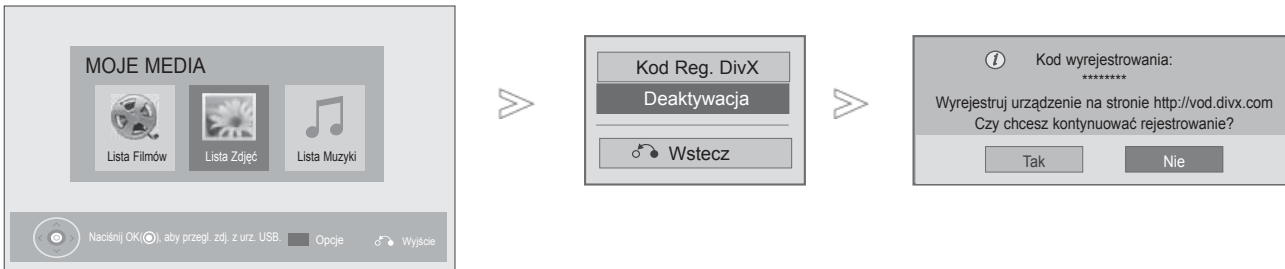 MOJE MEDIA
Lista Filmów
Lista Zdjęć
Lista Muzyki
Naciśnij OK(◉), aby przegl. zdj. z urz. USB.
Opcje
Wyjście
Kod Reg. DivX
Deaktywacja
Wstecz
Kod wyrejestrowania:
********
Wyrejestruj urządzenie na stronie http://vod.divx.com
Czy chcesz kontynuować rejestrowanie?
Tak
Nie